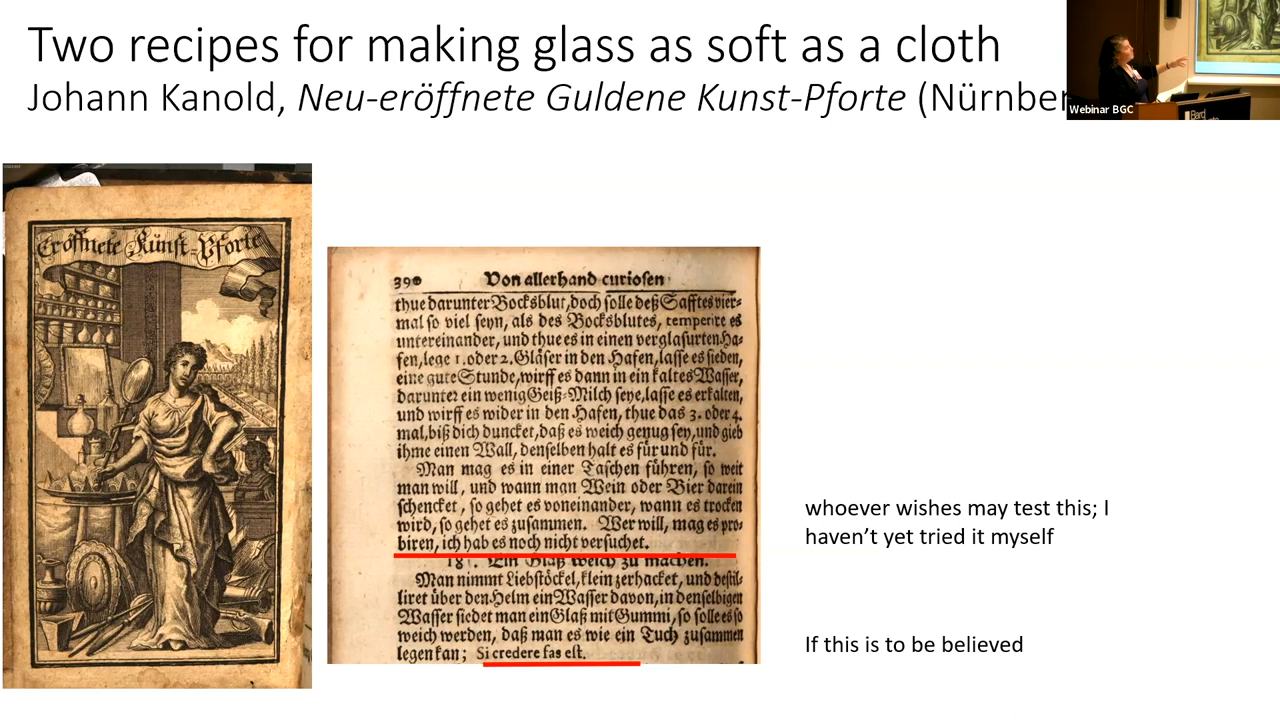 Two recipes for making glass as soft as a cloth
Johann Kanold, Neu-eröffnete Guldene Kunst-Pforte (Nürnber
Webinar BGC
Bard
Eröffnete Kunst-Pforte
390 Von allerhand curiosen
thue darunter Bocksblut, doch solle deß Safftes vier-
mal so viel seyn, als des Bocksblutes, temperire es
untereinander, und thue es in einen verglasurten Ha-
fen, lege 1. oder 2. Gläser in den Hafen, lasse es sieden,
eine gute Stunde, wirff es dann in ein kaltes Wasser,
darunter ein wenig Geiß-Milch seye, lasse es erkalten,
und wirff es wider in den Hafen, thue das 3. oder 4.
mal, biß dich duncket, daß es weich genug sey, und gieb
ihme einen Wall, denselben halt es für und für.
Man mag es in einer Taschen führen, so weit
man will, und wann man Wein oder Bier darein
schencket, so gehet es voneinander, wann es trocken
wird, so gehet es zusammen. Wer will, mag es pro-
biren, ich hab es noch nicht versuchet.
Ein Glaß weich zu machen.
Man nimmt Liebstöckel, klein zerhacket, und destil-
liret über den Helm ein Wasser davon, in denselbigen
Wasser siedet man ein Glaß mit Gummi, so solle es so
weich werden, daß man es wie ein Tuch zusammen
legen kan; Si credere fas est.
whoever wishes may test this; I
haven't yet tried it myself
If this is to be believed